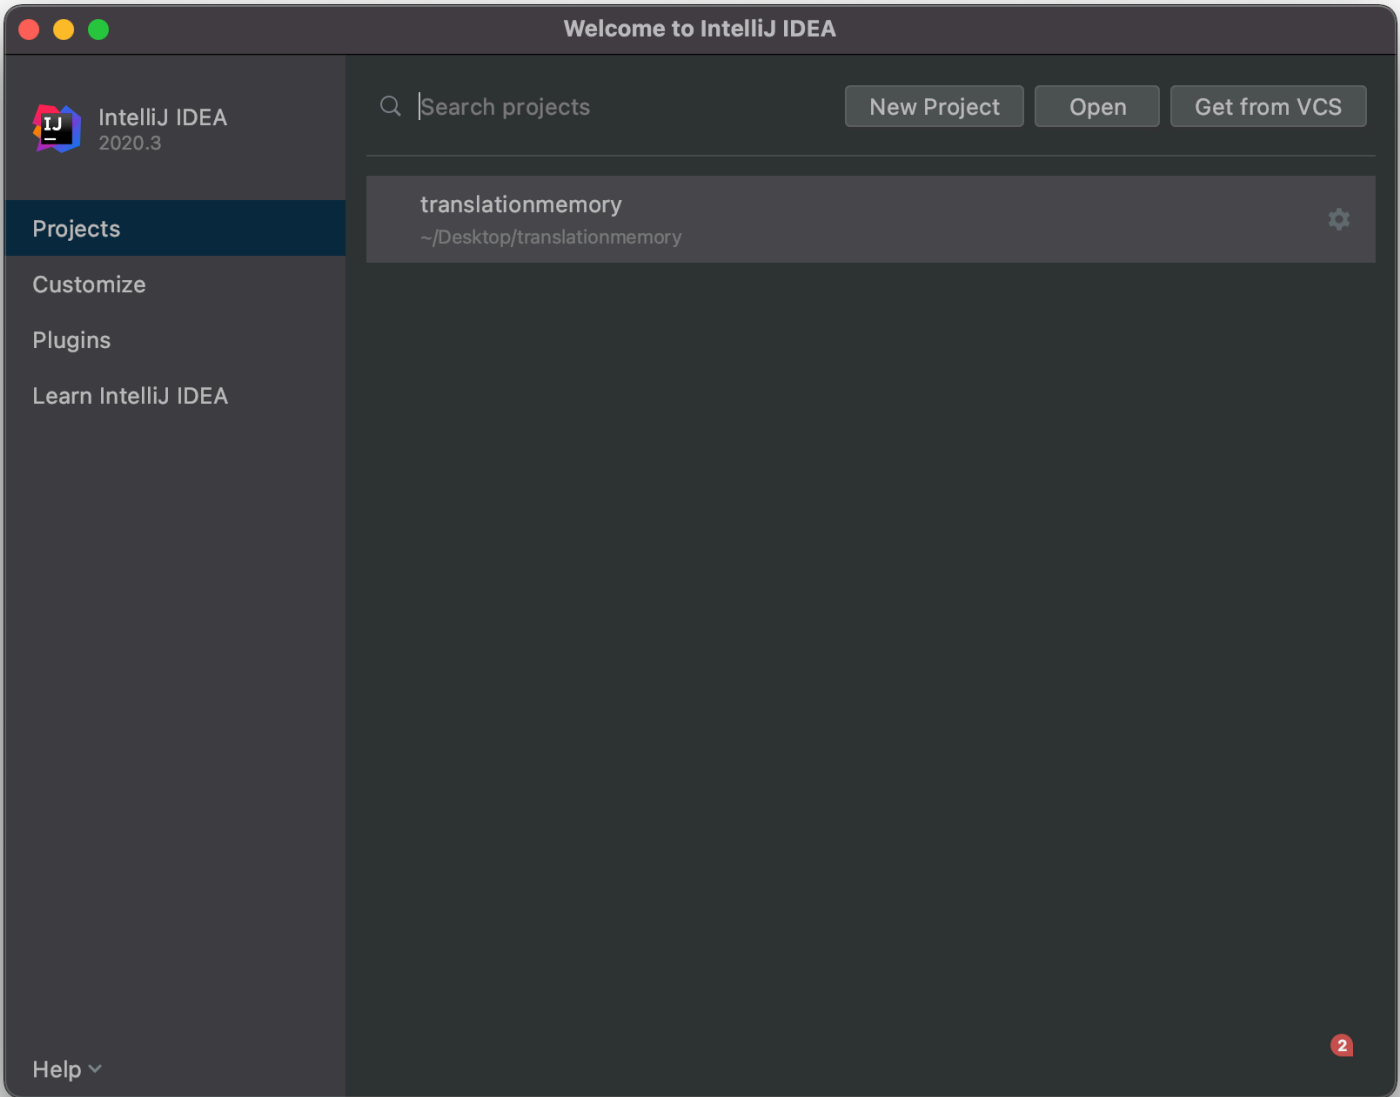 Welcome to IntelliJ IDEA
IJ
IntelliJ IDEA
2020.3
Search projects
New Project
Open
Get from VCS
Projects
Customize
Plugins
Learn IntelliJ IDEA
translationmemory
~/Desktop/translationmemory
Help
2